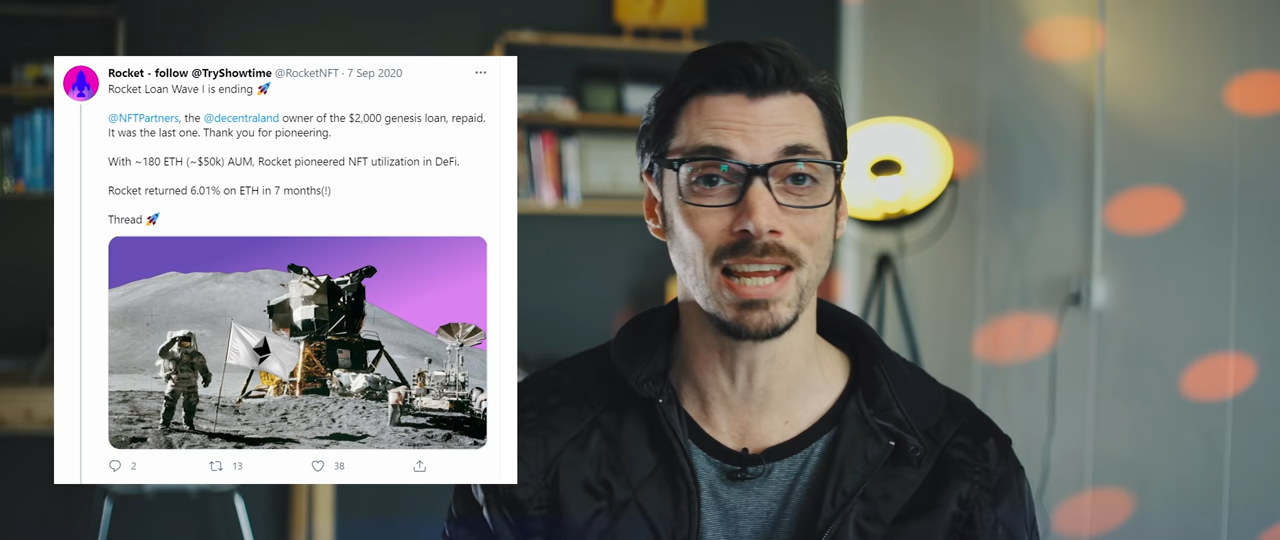 Rocket - follow @TryShowtime @RocketNFT · 7 Sep 2020
Rocket Loan Wave I is ending 🚀
@NFTPartners, the @decentraland owner of the $2,000 genesis loan, repaid.
It was the last one. Thank you for pioneering.
With ~180 ETH (~$50k) AUM, Rocket pioneered NFT utilization in DeFi.
Rocket returned 6.01% on ETH in 7 months(!)
Thread 🚀
2 13 38